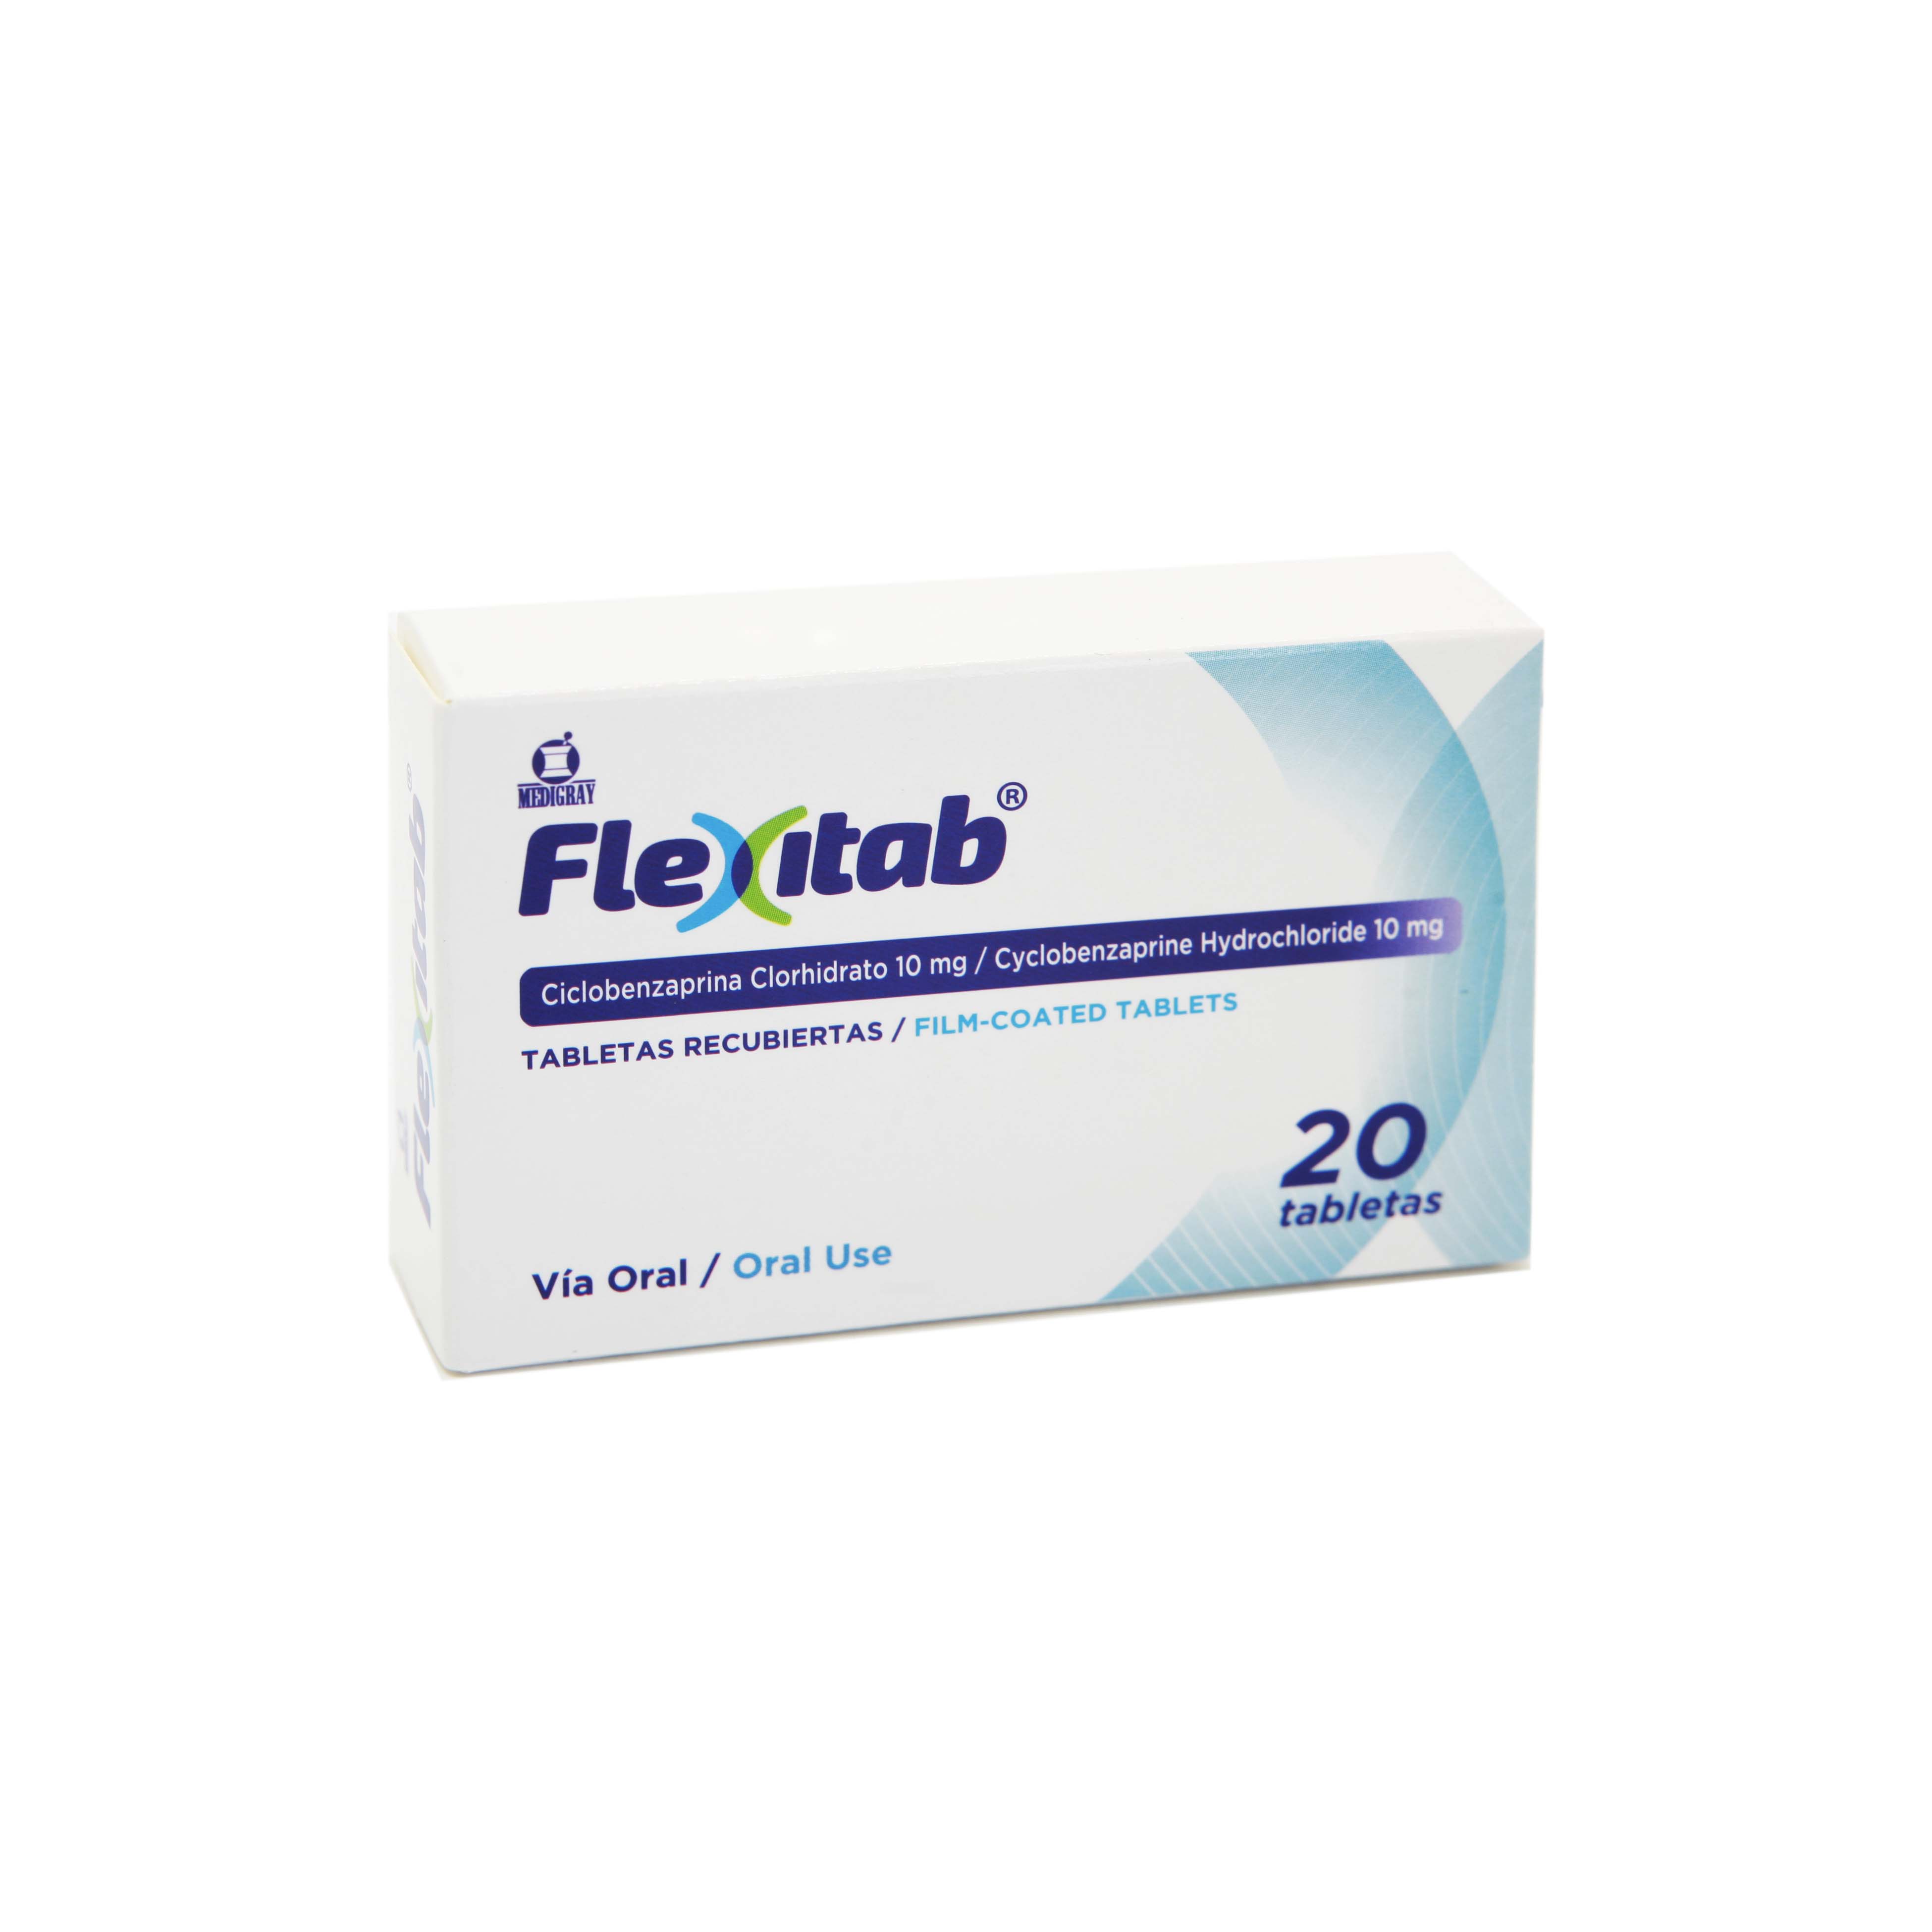 MEDIGRAY
Flexitab®
Ciclobenzaprina Clorhidrato 10 mg / Cyclobenzaprine Hydrochloride 10 mg
TABLETAS RECUBIERTAS / FILM-COATED TABLETS
20
tabletas
Vía Oral / Oral Use
Flexitab®